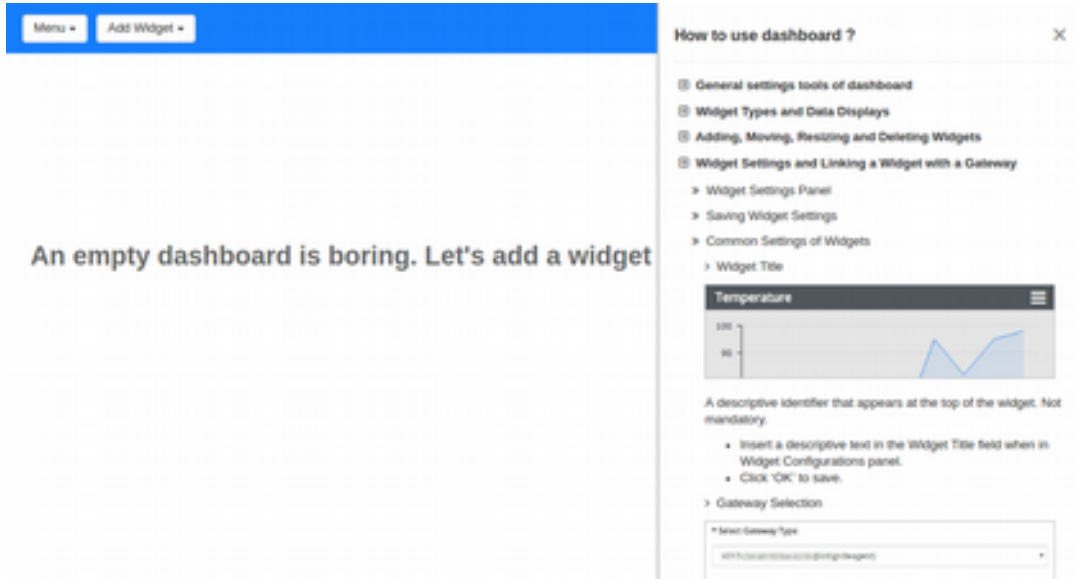 Menu
Add Widget
How to use dashboard ?
General settings tools of dashboard
Widget Types and Data Displays
Adding, Moving, Resizing and Deleting Widgets
Widget Settings and Linking a Widget with a Gateway
Widget Settings Panel
Saving Widget Settings
Common Settings of Widgets
Widget Title
An empty dashboard is boring. Let's add a widget
Temperature
100
90
A descriptive identifier that appears at the top of the widget. Not
mandatory.
Insert a descriptive text in the Widget Title field when in
Widget Configurations panel.
Click 'OK' to save.
Gateway Selection
* Select Gateway Type